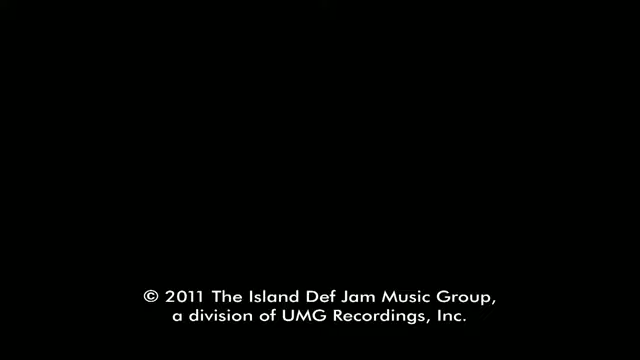 © 2011 The Island Def Jam Music Group,
a division of UMG Recordings, Inc.